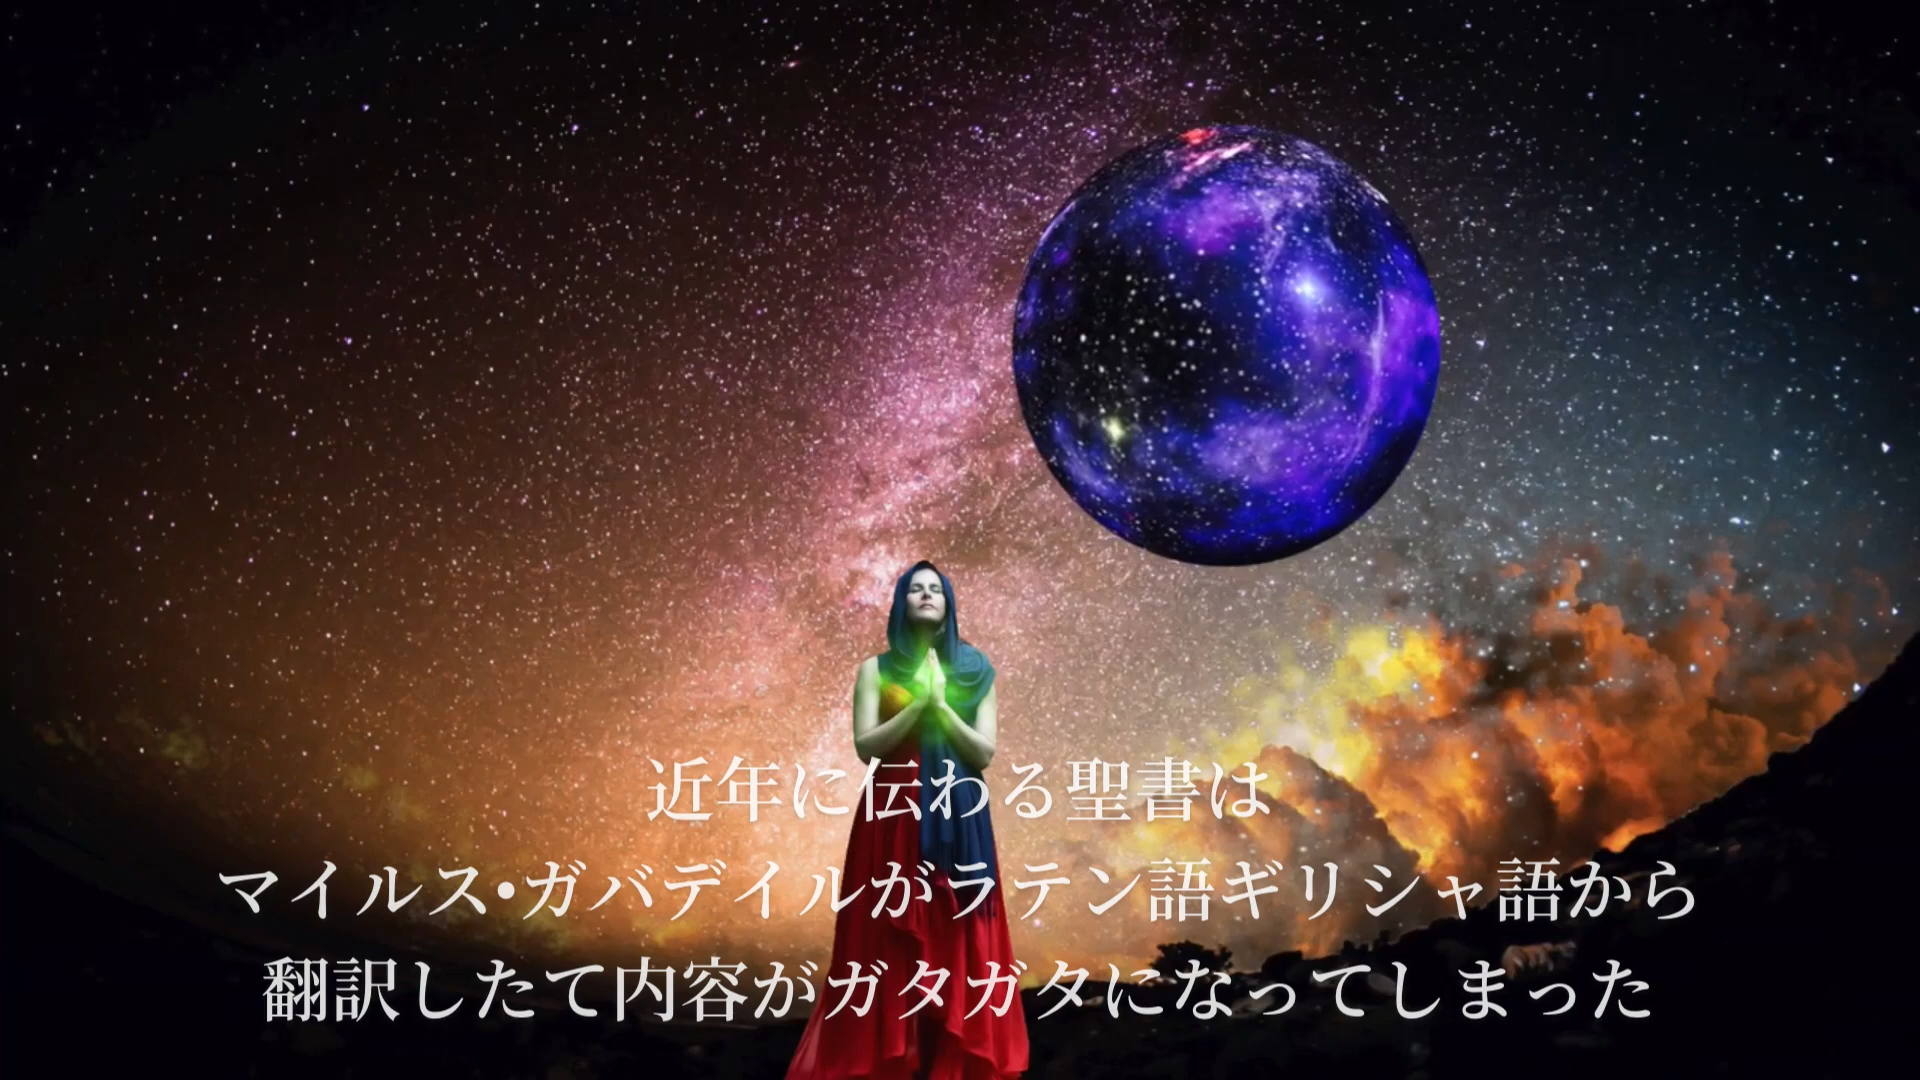 近年に伝わる聖書は
マイルス•ガバデイルがラテン語ギリシャ語から
翻訳したて内容がガタガタになってしまった